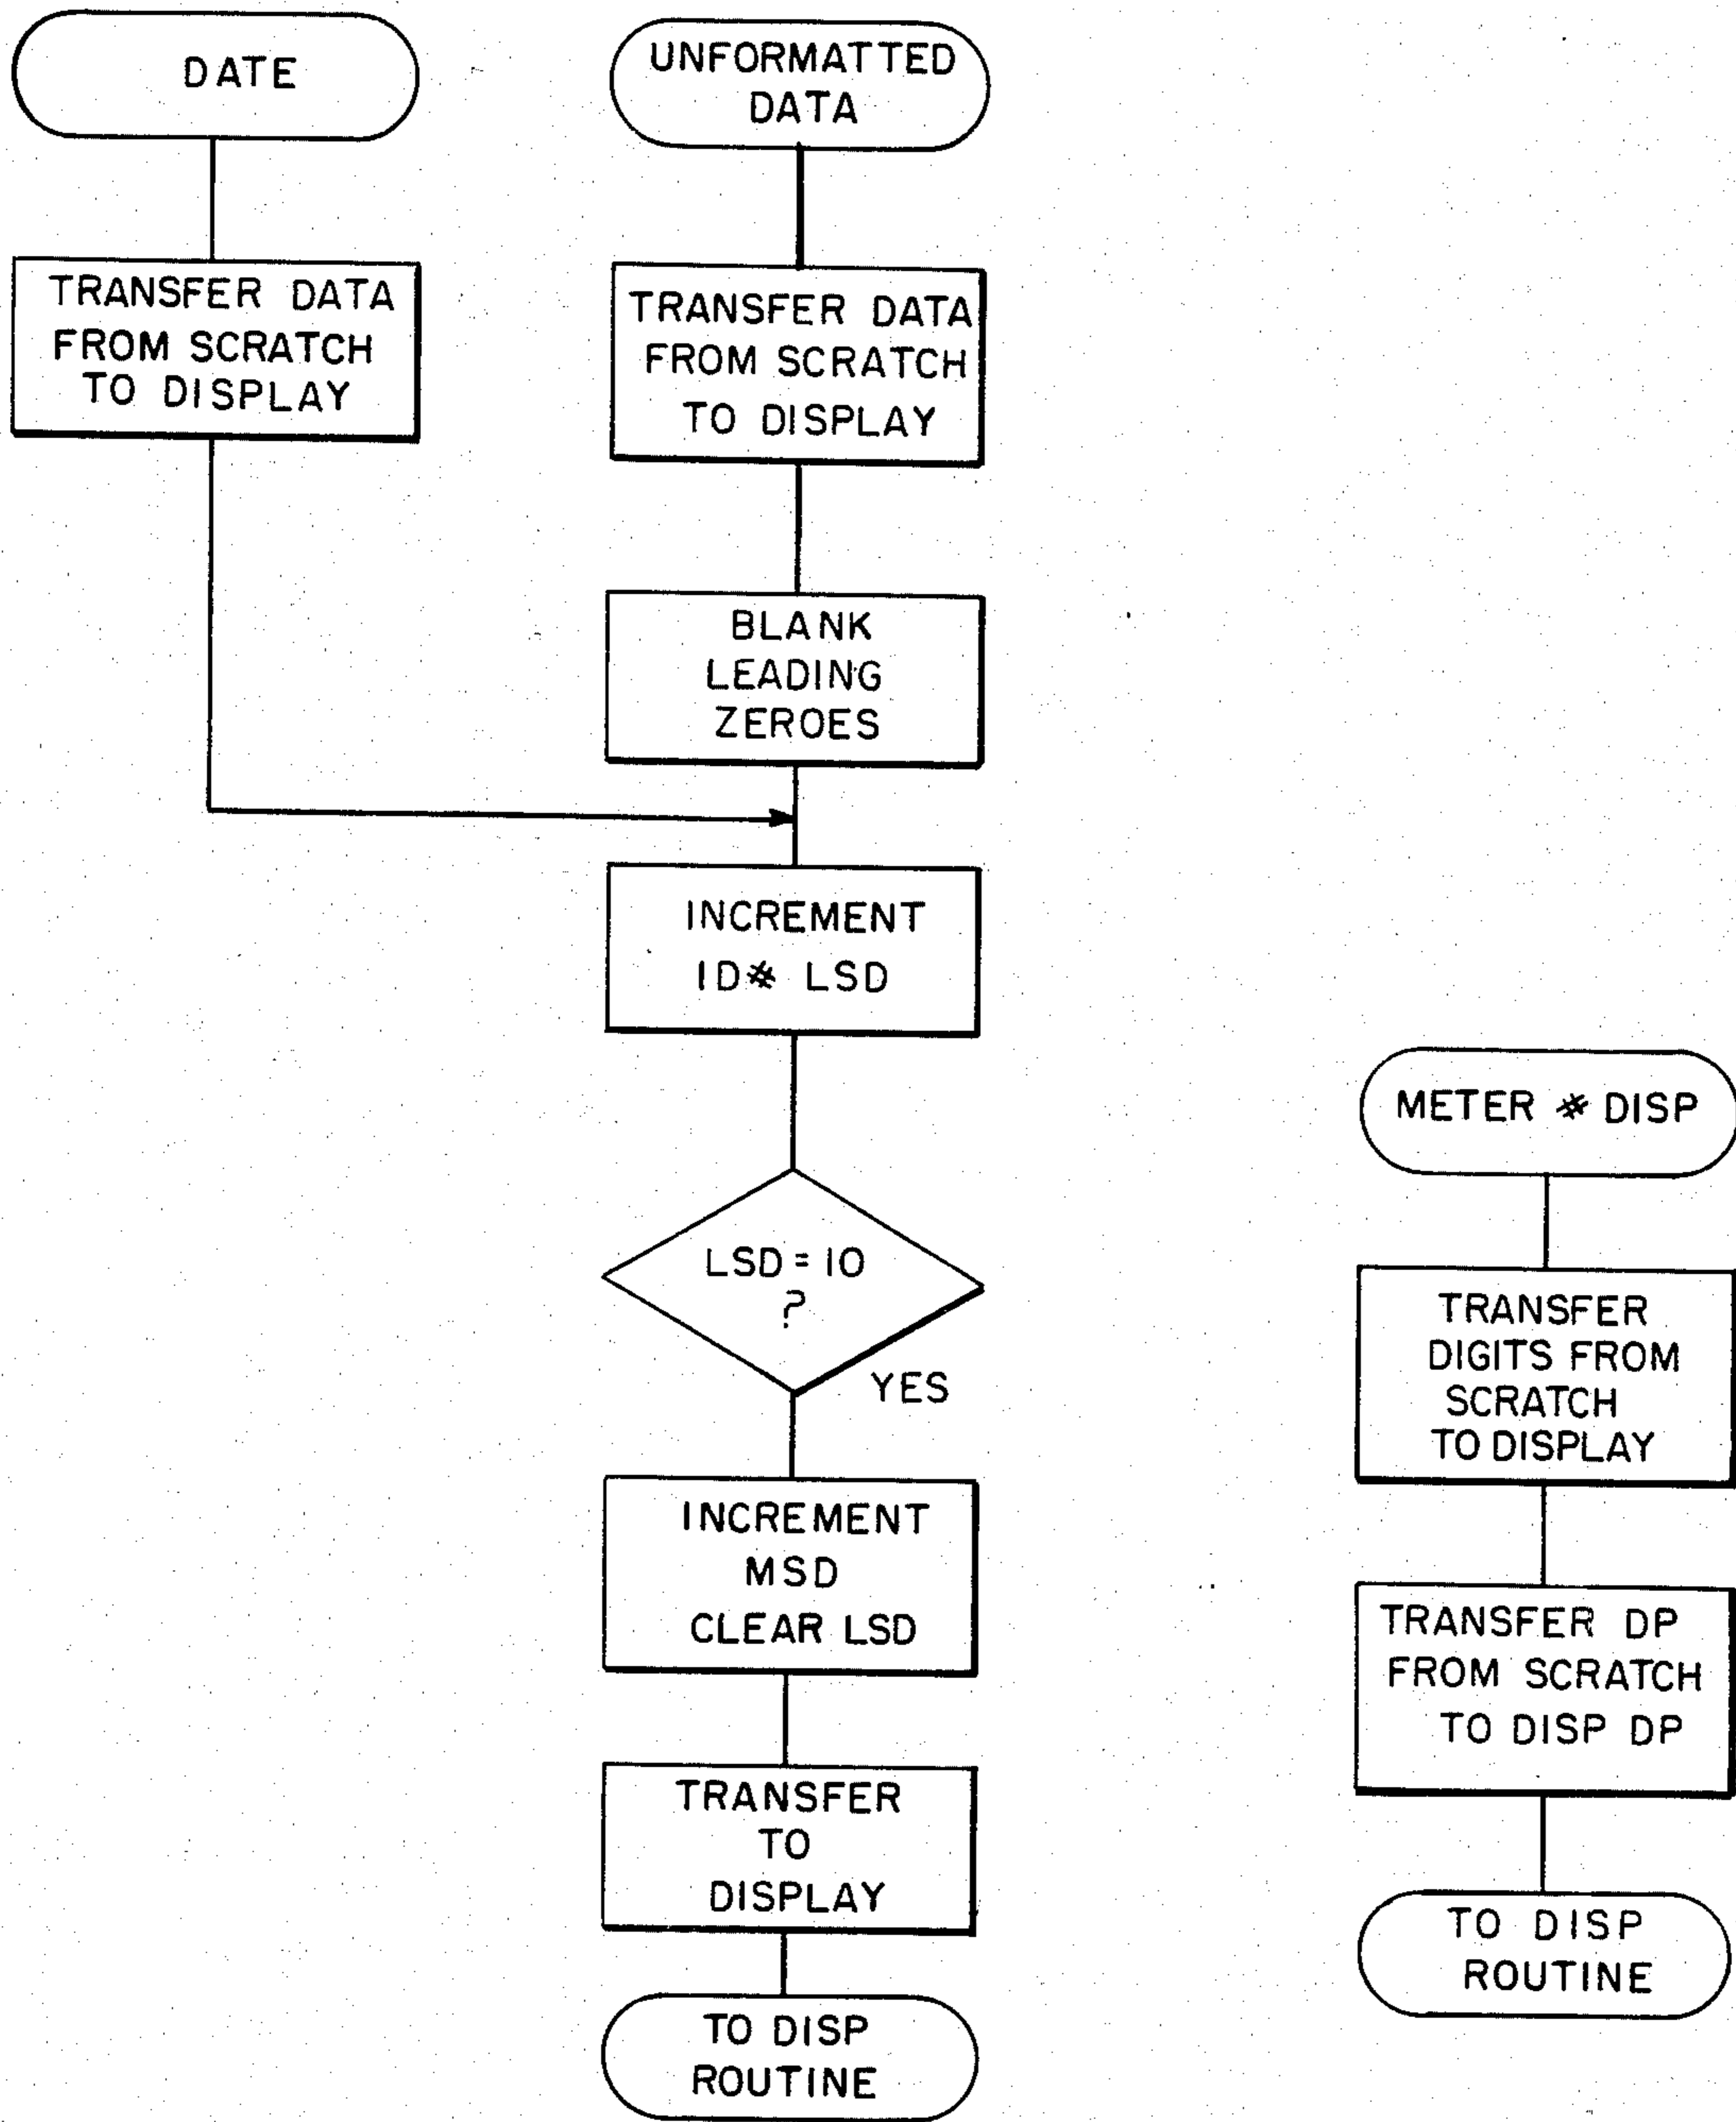 DATE
TRANSFER DATA
FROM SCRATCH
TO DISPLAY
UNFORMATTED
DATA
TRANSFER DATA
FROM SCRATCH
TO DISPLAY
BLANK
LEADING
ZEROES
INCREMENT
ID# LSD
LSD = 10
?
YES
INCREMENT
MSD
CLEAR LSD
TRANSFER
TO
DISPLAY
TO DISP
ROUTINE
METER # DISP
TRANSFER
DIGITS FROM
SCRATCH
TO DISPLAY
TRANSFER DP
FROM SCRATCH
TO DISP DP
TO DISP
ROUTINE